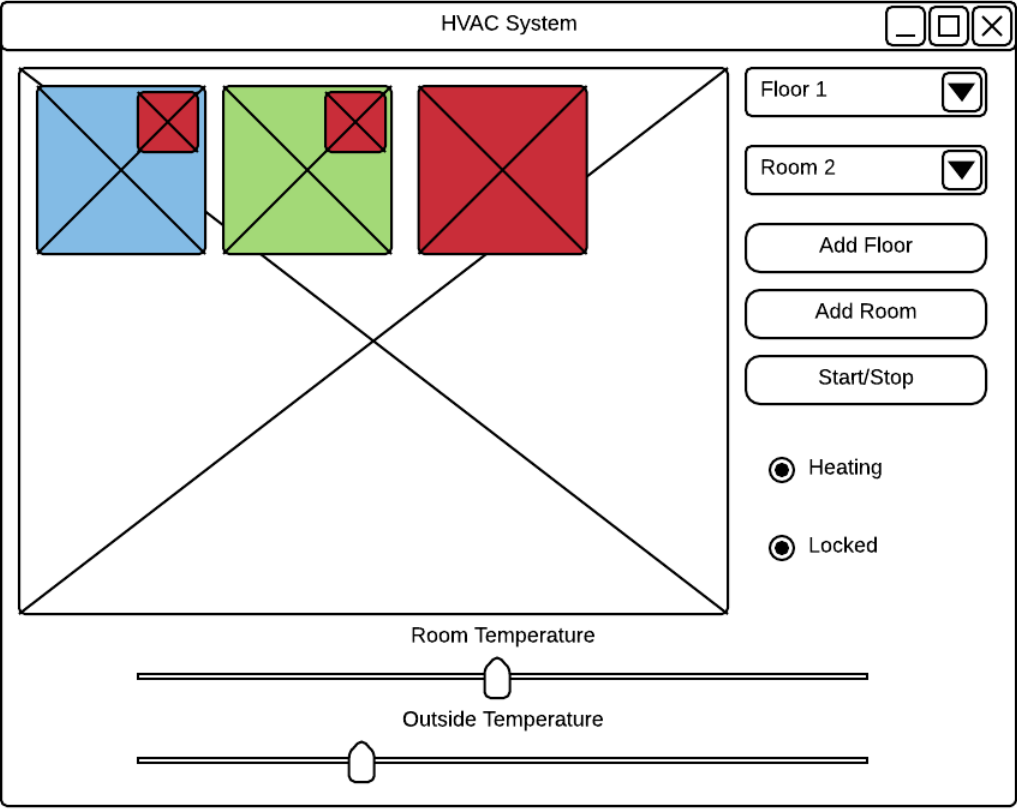 HVAC System
Floor 1
Room 2
Add Floor
Add Room
Start/Stop
Heating
Locked
Room Temperature
Outside Temperature